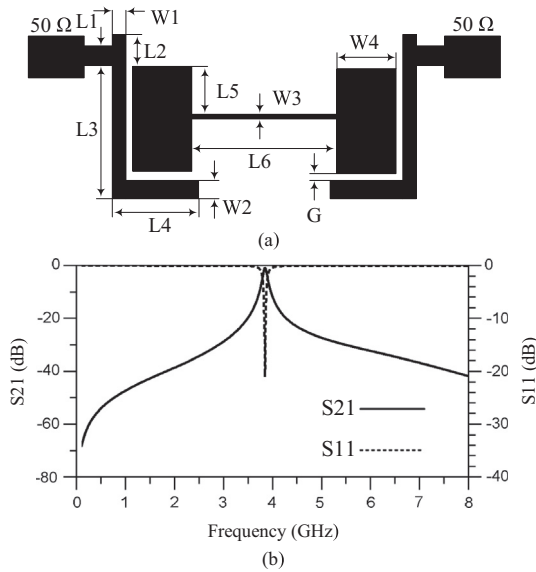 50 Ω
L1
W1
L2
W4
50 Ω
L5
W3
L3
L6
W2
G
L4
(a)
0
-20
-40
-60
-80
S21 (dB)
0
-10
-20
-30
-40
S11 (dB)
S21
S11
0 1 2 3 4 5 6 7 8
Frequency (GHz)
(b)